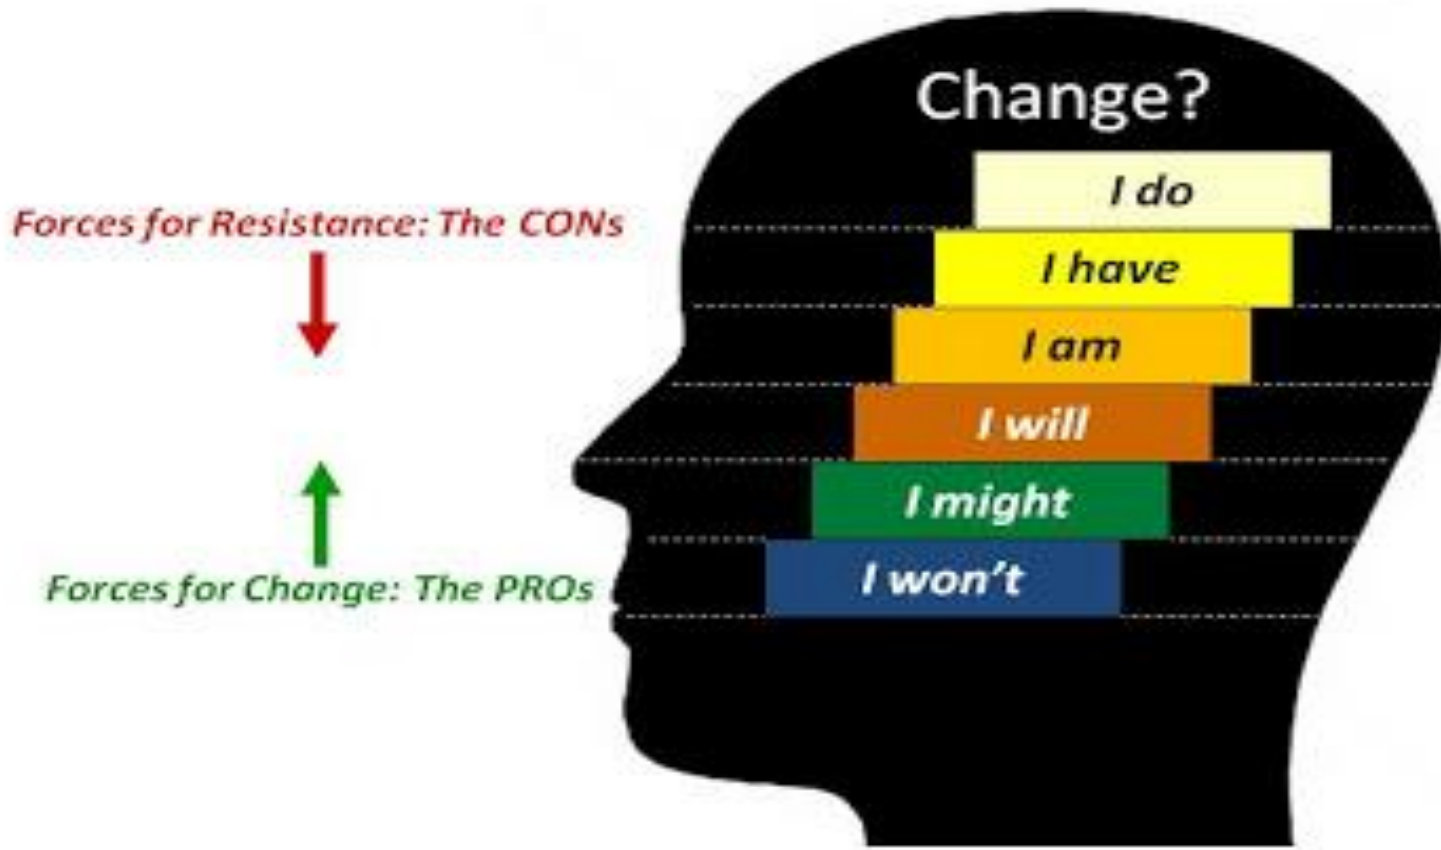 Change?
I do
Forces for Resistance: The CONs
I have
I am
I will
I might
I won't
Forces for Change: The PROs